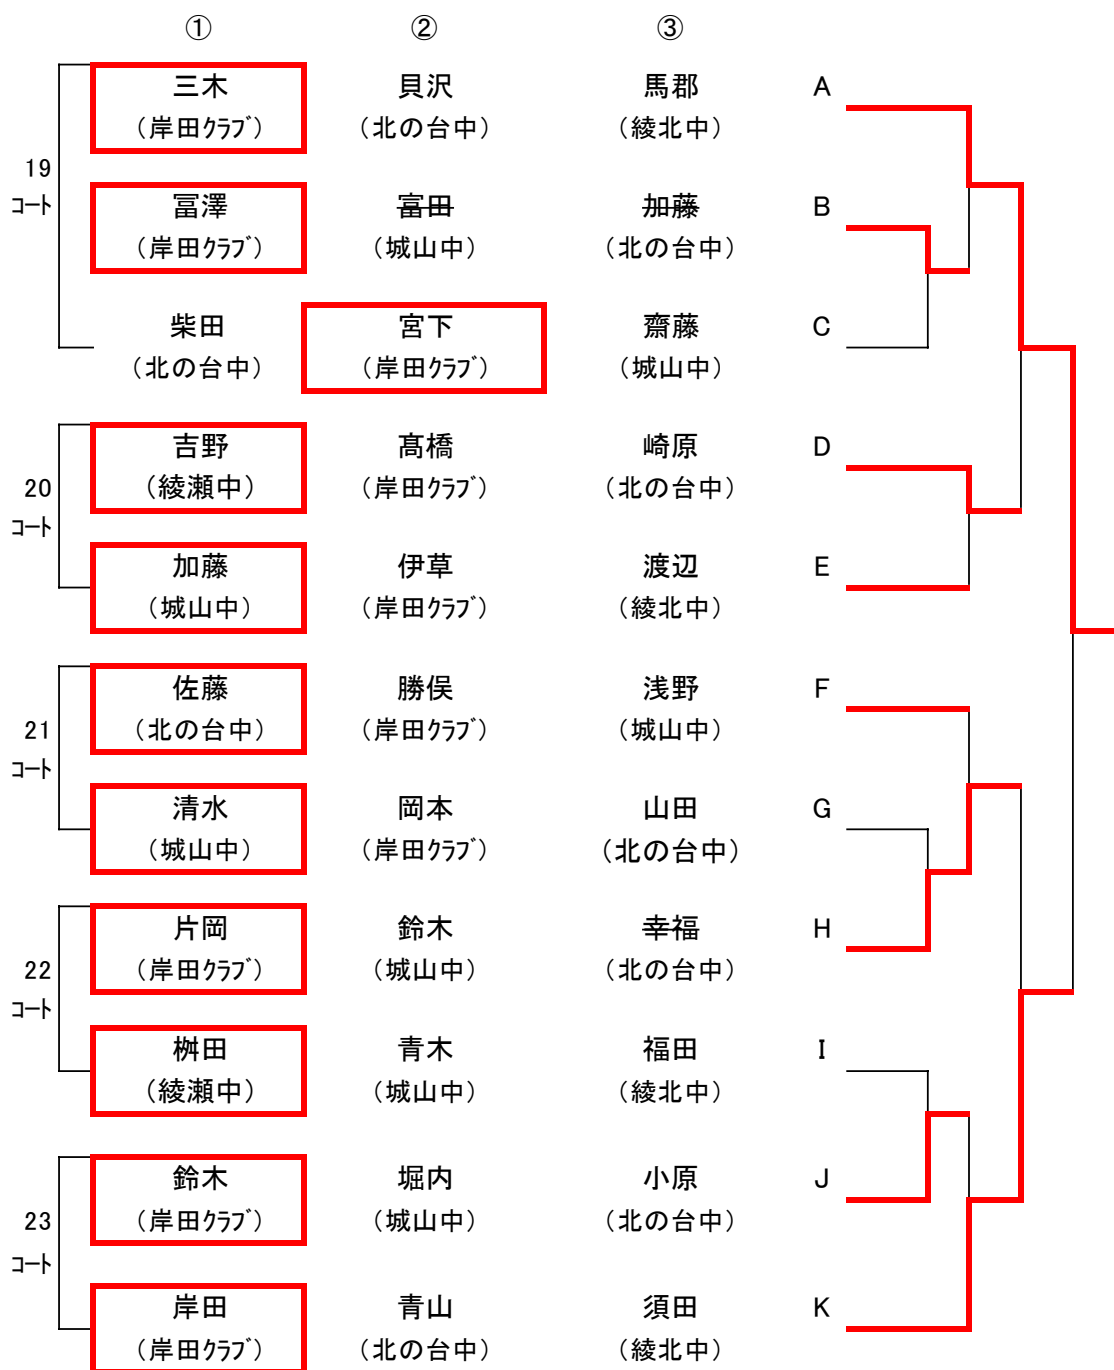 ① ② ③
三木 貝沢 馬郡 A
(岸田ｸﾗﾌﾞ) (北の台中) (綾北中)
19
ｺｰﾄ
冨澤 富田 加藤 B
(岸田ｸﾗﾌﾞ) (城山中) (北の台中)
柴田 宮下 齋藤 C
(北の台中) (岸田ｸﾗﾌﾞ) (城山中)
吉野 髙橋 崎原 D
(綾瀬中) (岸田ｸﾗﾌﾞ) (北の台中)
20
ｺｰﾄ
加藤 伊草 渡辺 E
(城山中) (岸田ｸﾗﾌﾞ) (綾北中)
佐藤 勝俣 浅野 F
(北の台中) (岸田ｸﾗﾌﾞ) (城山中)
21
ｺｰﾄ
清水 岡本 山田 G
(城山中) (岸田ｸﾗﾌﾞ) (北の台中)
片岡 鈴木 幸福 H
(岸田ｸﾗﾌﾞ) (城山中) (北の台中)
22
ｺｰﾄ
桝田 青木 福田 I
(綾瀬中) (城山中) (綾北中)
鈴木 堀内 小原 J
(岸田ｸﾗﾌﾞ) (城山中) (北の台中)
23
ｺｰﾄ
岸田 青山 須田 K
(岸田ｸﾗﾌﾞ) (北の台中) (綾北中)